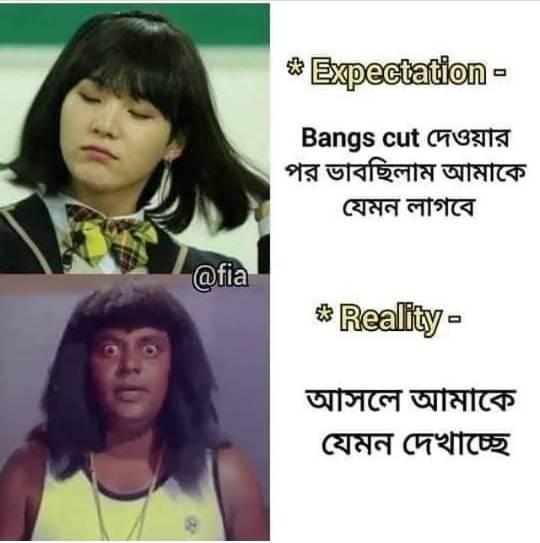 * Expectation -
Bangs cut দেওয়ার
পর ভাবছিলাম আমাকে
যেমন লাগবে
@fia
* Reality -
আসলে আমাকে
যেমন দেখাচ্ছে